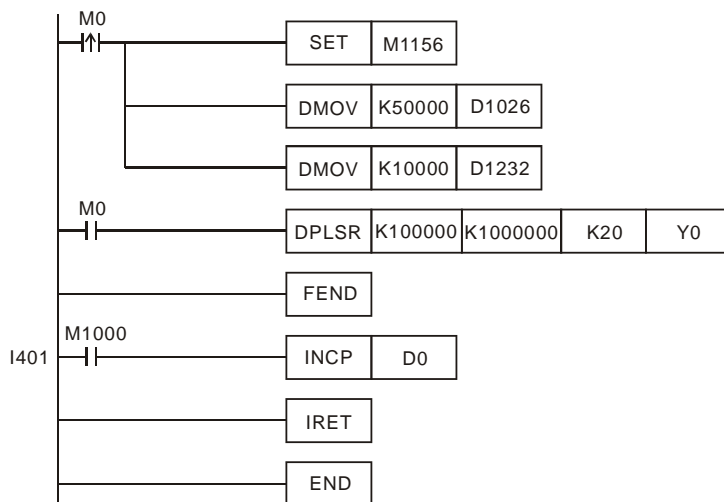 M0
SET M1156
DMOV K50000 D1026
DMOV K10000 D1232
M0
DPLSR K100000 K1000000 K20 Y0
FEND
M1000
I401 INCP D0
IRET
END